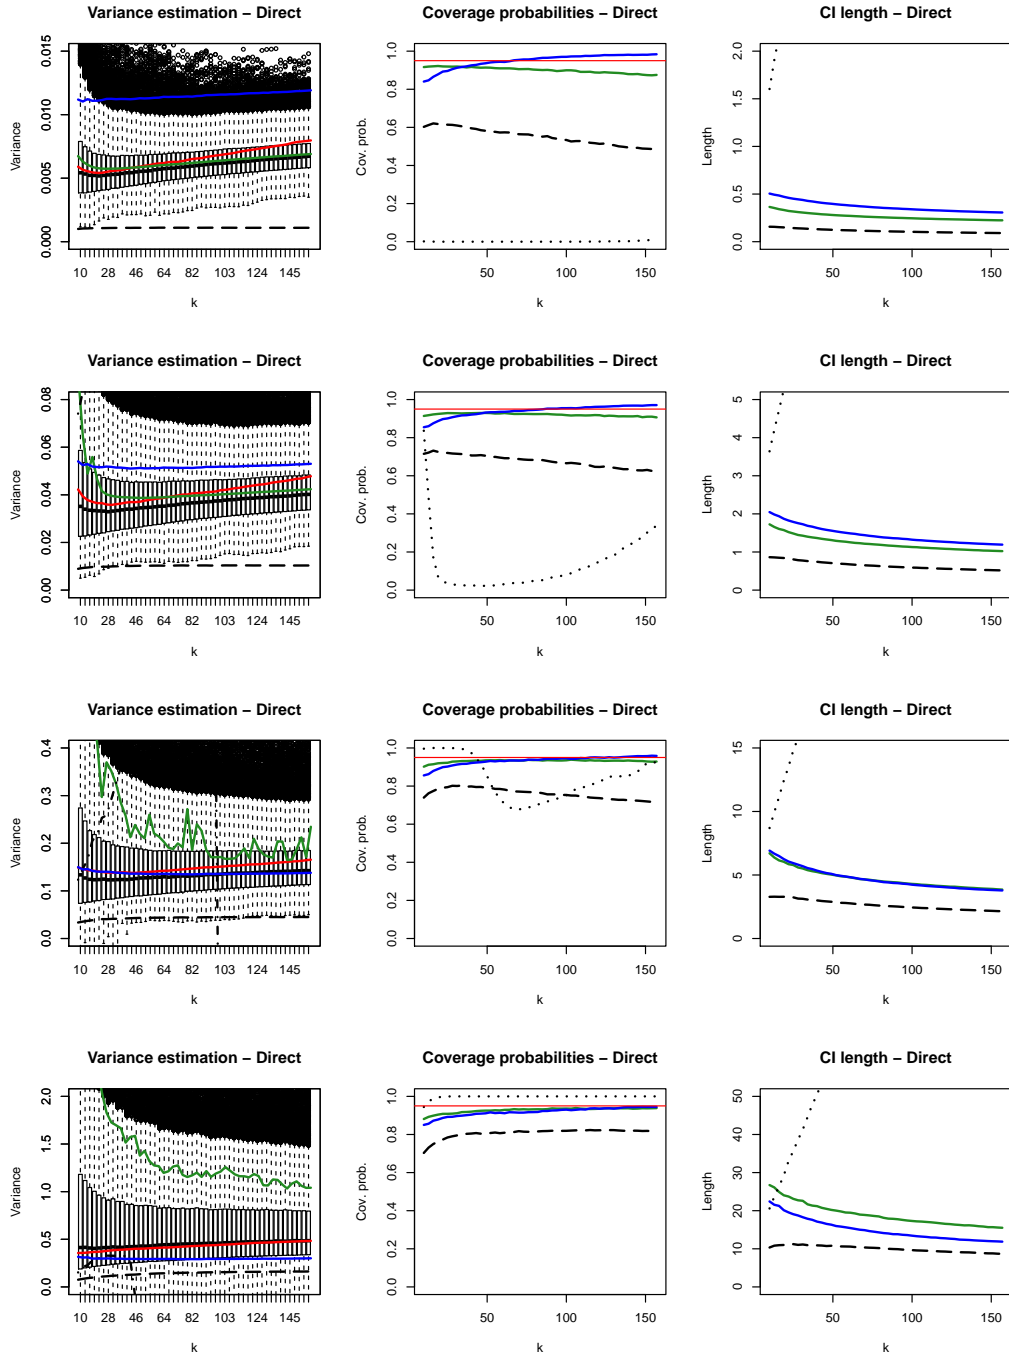 Variance estimation – Direct
Coverage probabilities – Direct
CI length – Direct
Variance
0.000 0.005 0.010 0.015
10 28 46 64 82 103 124 145
k
Cov. prob.
0.0 0.2 0.4 0.6 0.8 1.0
50 100 150
k
Length
0.0 0.5 1.0 1.5 2.0
50 100 150
k
Variance estimation – Direct
Coverage probabilities – Direct
CI length – Direct
Variance
0.00 0.02 0.04 0.06 0.08
10 28 46 64 82 103 124 145
k
Cov. prob.
0.0 0.2 0.4 0.6 0.8 1.0
50 100 150
k
Length
0 1 2 3 4 5
50 100 150
k
Variance estimation – Direct
Coverage probabilities – Direct
CI length – Direct
Variance
0.0 0.1 0.2 0.3 0.4
10 28 46 64 82 103 124 145
k
Cov. prob.
0.0 0.2 0.4 0.6 0.8 1.0
50 100 150
k
Length
0 5 10 15
50 100 150
k
Variance estimation – Direct
Coverage probabilities – Direct
CI length – Direct
Variance
0.0 0.5 1.0 1.5 2.0
10 28 46 64 82 103 124 145
k
Cov. prob.
0.0 0.2 0.4 0.6 0.8 1.0
50 100 150
k
Length
0 10 20 30 40 50
50 100 150
k